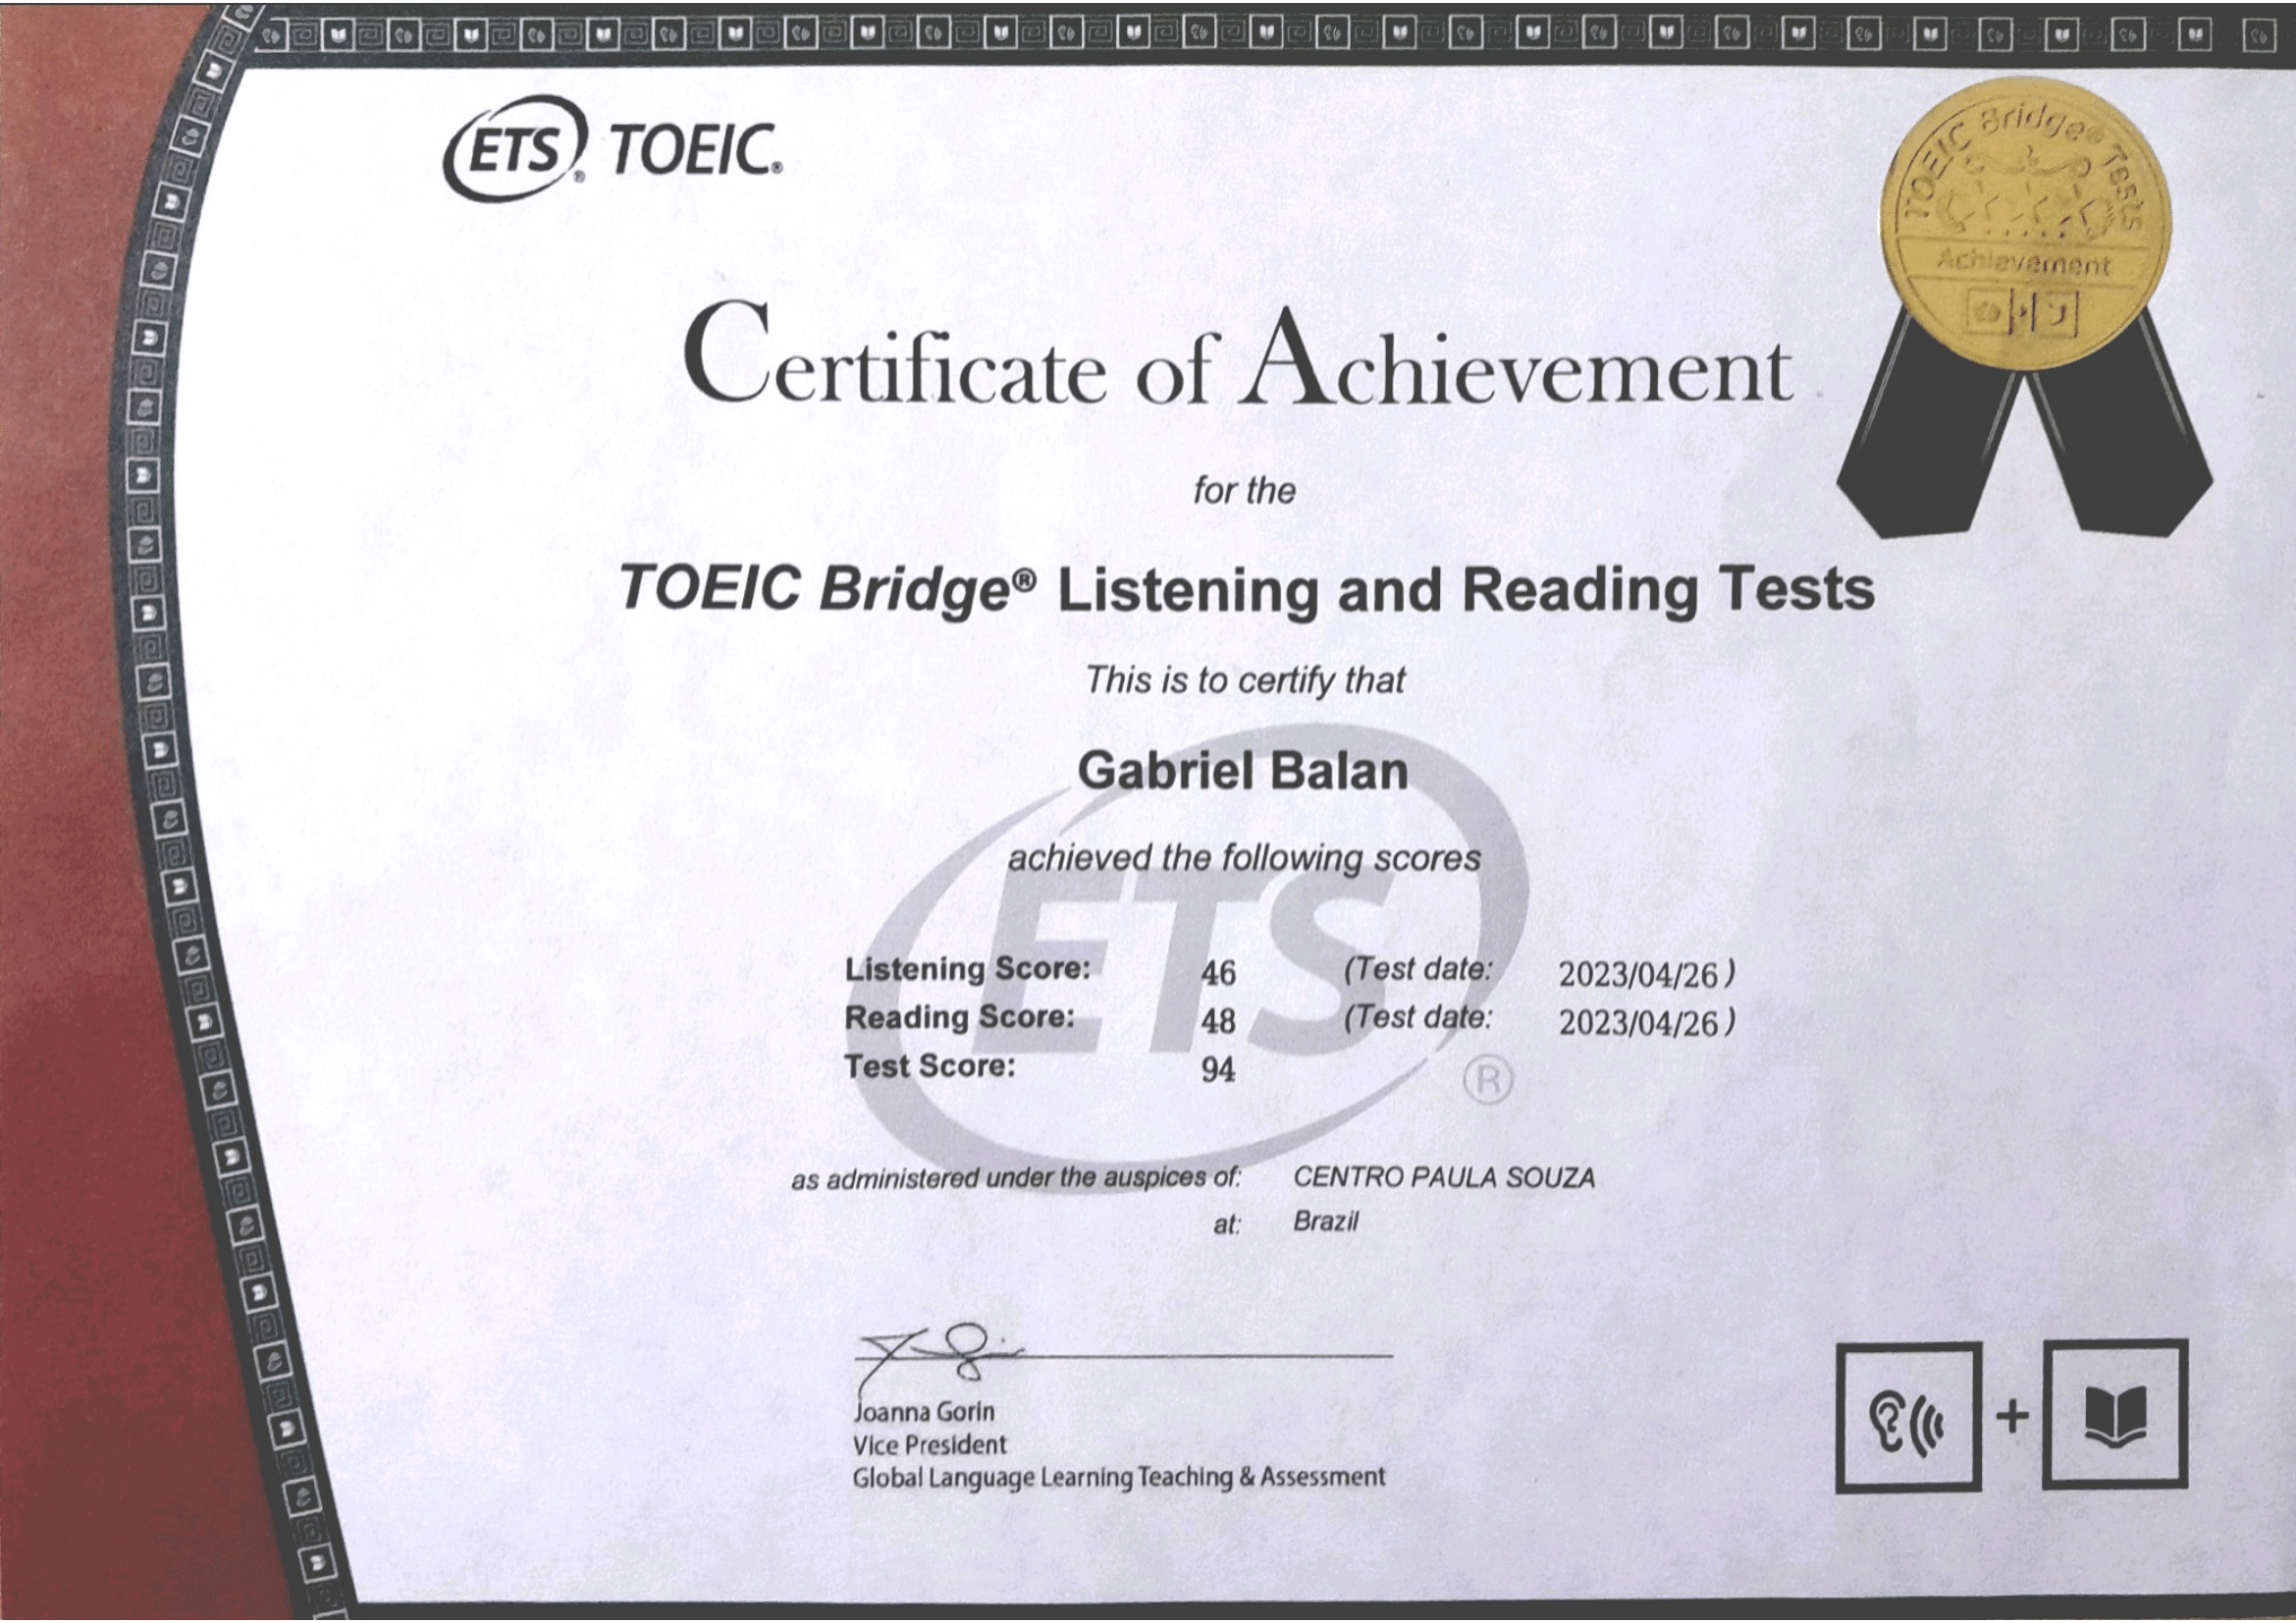 ETS® TOEIC®
TOEIC Bridge® Tests
Achievement
Certificate of Achievement
for the
TOEIC Bridge® Listening and Reading Tests
This is to certify that
Gabriel Balan
achieved the following scores
ETS®
Listening Score: 46 (Test date: 2023/04/26)
Reading Score: 48 (Test date: 2023/04/26)
Test Score: 94
as administered under the auspices of: CENTRO PAULA SOUZA
at: Brazil
Joanna Gorin
Vice President
Global Language Learning Teaching & Assessment